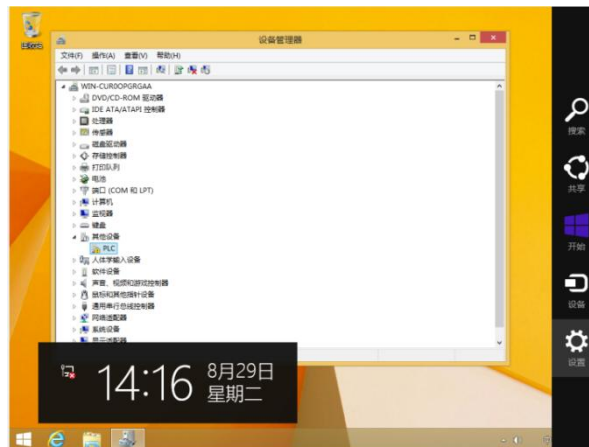 设备管理器
文件(F) 操作(A) 查看(V) 帮助(H)
WIN-CUR0OPGRGAA
DVD/CD-ROM 驱动器
IDE ATA/ATAPI 控制器
处理器
传感器
磁盘驱动器
存储控制器
打印队列
电池
端口 (COM 和 LPT)
计算机
监视器
键盘
其他设备
PLC
人体学输入设备
软件设备
声音、视频和游戏控制器
鼠标和其他指针设备
通用串行总线控制器
网络适配器
系统设备
显示适配器
14:16
8月29日
星期二
搜索
共享
开始
设备
设置